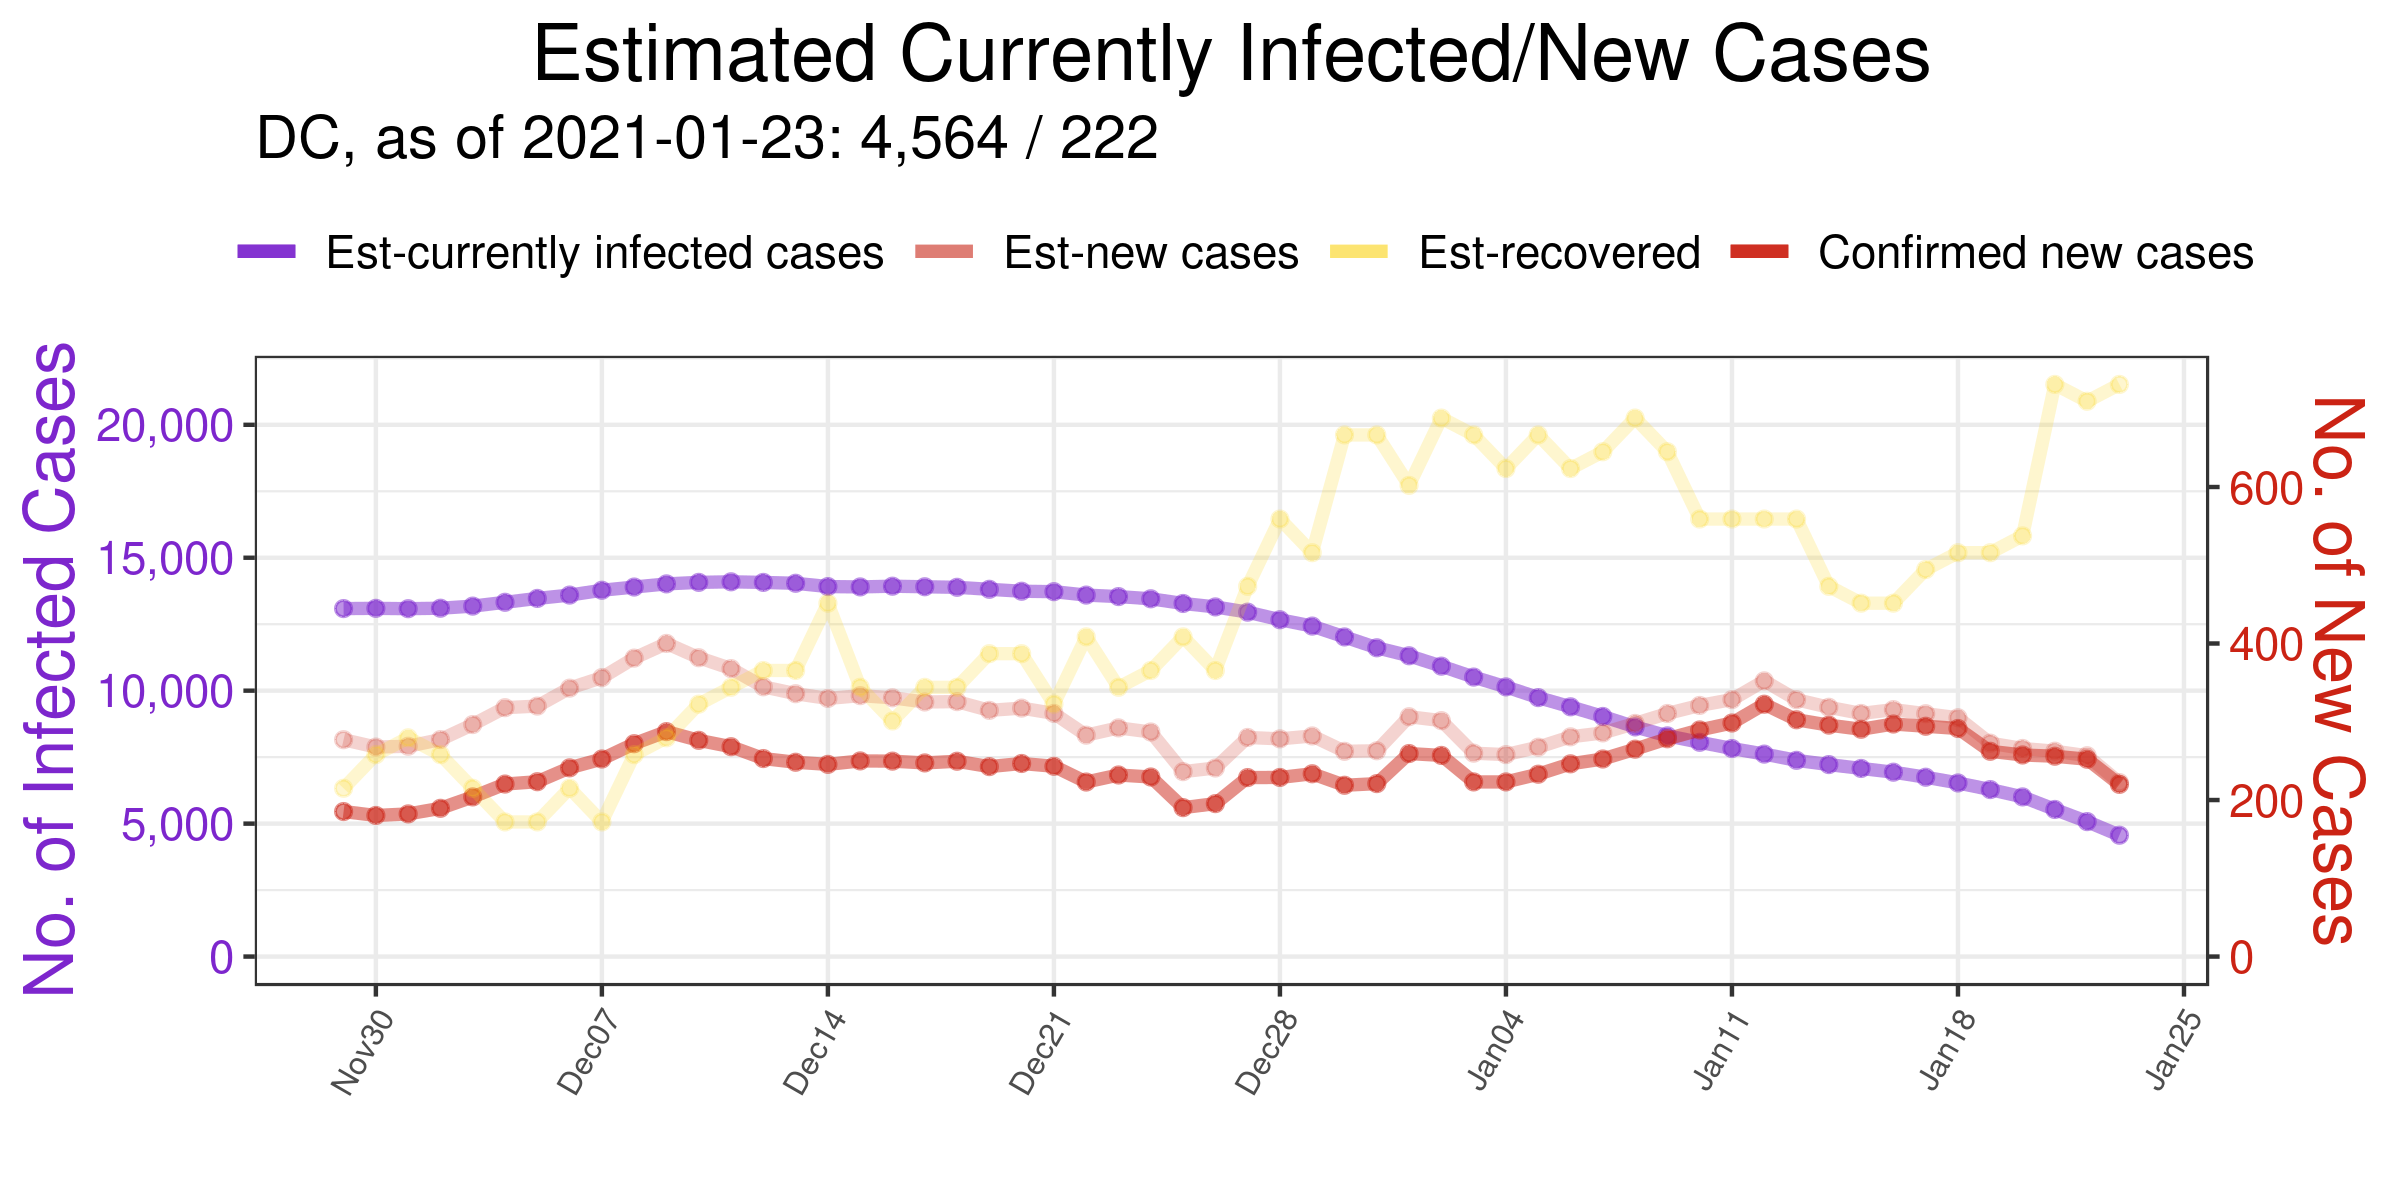 Estimated Currently Infected/New Cases
DC, as of 2021-01-23: 4,564 / 222
Est-currently infected cases Est-new cases Est-recovered Confirmed new cases
No. of Infected Cases
20,000
15,000
10,000
5,000
0
600
400
200
0
No. of New Cases
Nov30 Dec07 Dec14 Dec21 Dec28 Jan04 Jan11 Jan18 Jan25